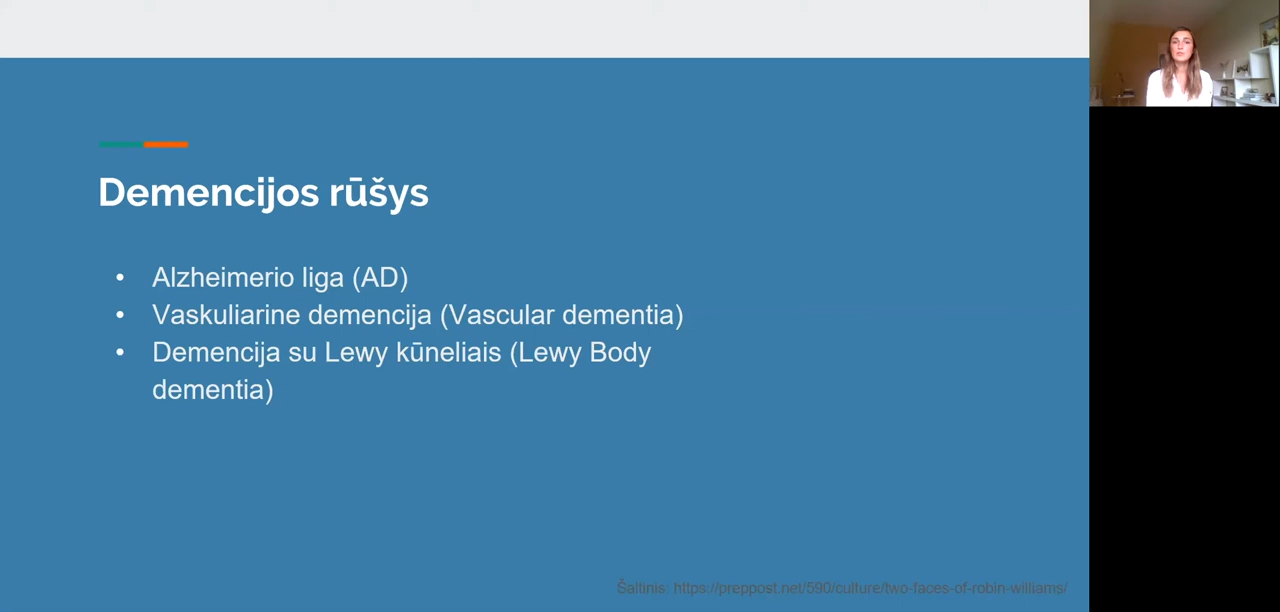 Demencijos rūšys
• Alzheimerio liga (AD)
• Vaskuliarine demencija (Vascular dementia)
• Demencija su Lewy kūneliais (Lewy Body
dementia)
Šaltinis: https://preppost.net/590/culture/two-faces-of-robin-williams/